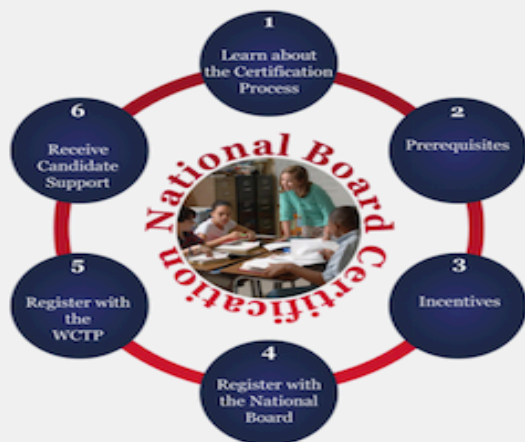 1
Learn about
the Certification
Process
2
Prerequisites
3
Incentives
4
Register with
the National
Board
5
Register with
the
WCTP
6
Receive
Candidate
Support
National Board Certification